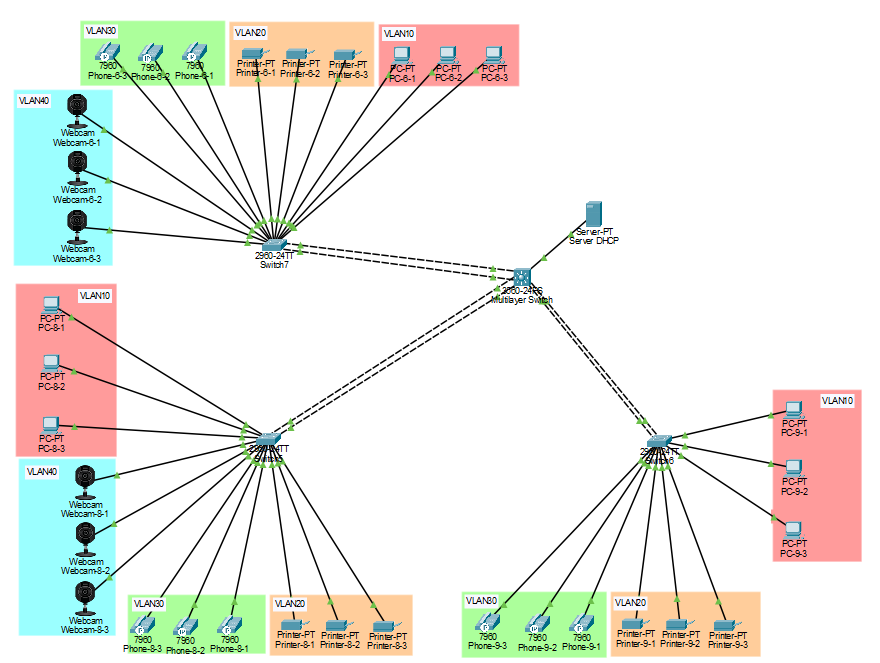 VLAN30
7960
Phone-6-3
7960
Phone-6-2
7960
Phone-6-1
VLAN20
Printer-PT
Printer-6-1
Printer-PT
Printer-6-2
Printer-PT
Printer-6-3
VLAN10
PC-PT
PC-6-1
PC-PT
PC-6-2
PC-PT
PC-6-3
VLAN40
Webcam
Webcam-6-1
Webcam
Webcam-6-2
Webcam
Webcam-6-3
2960-24TT
Switch7
Server-PT
Server DHCP
Multilayer Switch
VLAN10
PC-PT
PC-8-1
PC-PT
PC-8-2
PC-PT
PC-8-3
VLAN40
Webcam
Webcam-8-1
Webcam
Webcam-8-2
Webcam
Webcam-8-3
2960-24TT
VLAN30
7960
Phone-8-3
7960
Phone-8-2
7960
Phone-8-1
VLAN20
Printer-PT
Printer-8-1
Printer-PT
Printer-8-2
Printer-PT
Printer-8-3
2960-24TT
Switch6
VLAN10
PC-PT
PC-9-1
PC-PT
PC-9-2
PC-PT
PC-9-3
VLAN30
7960
Phone-9-3
7960
Phone-9-2
7960
Phone-9-1
VLAN20
Printer-PT
Printer-9-1
Printer-PT
Printer-9-2
Printer-PT
Printer-9-3